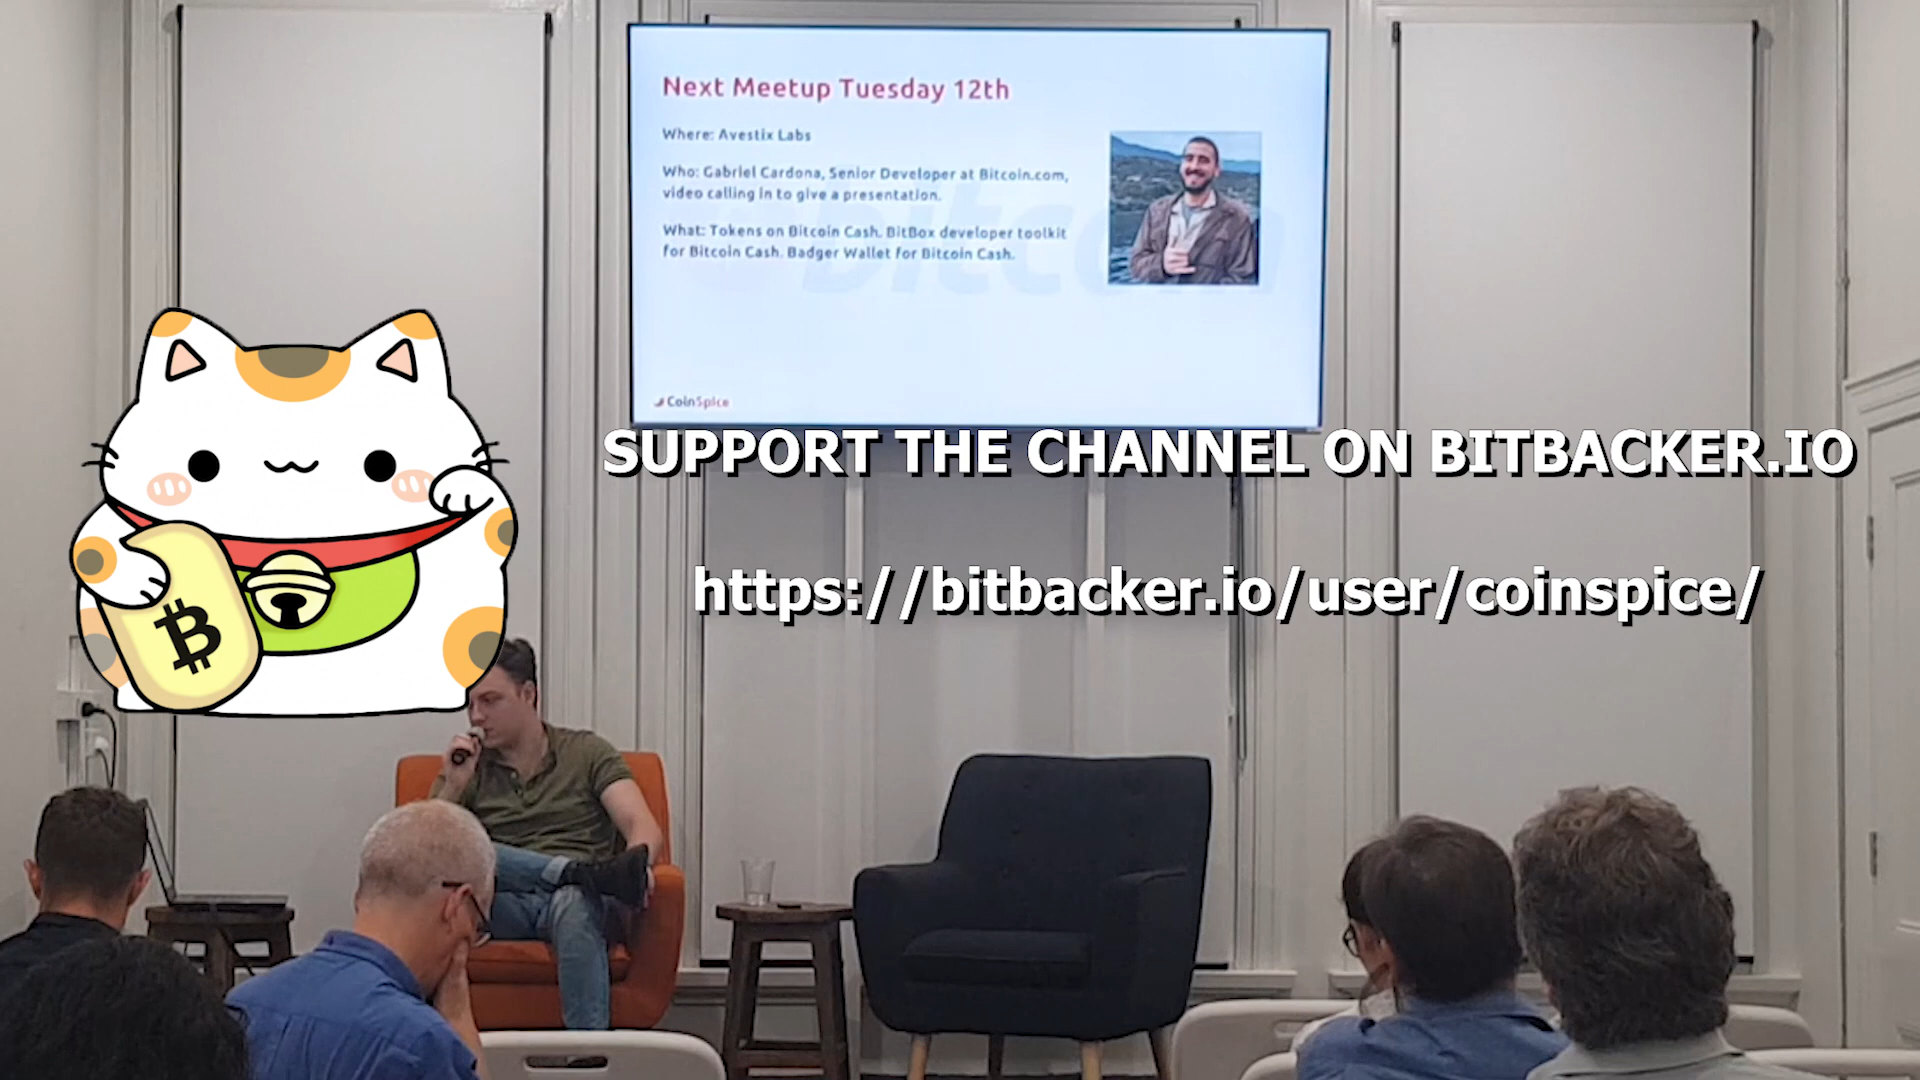 Next Meetup Tuesday 12th
Where: Avestix Labs
Who: Gabriel Cardona, Senior Developer at Bitcoin.com,
video calling in to give a presentation.
What: Tokens on Bitcoin Cash. BitBox developer toolkit
for Bitcoin Cash. Badger Wallet for Bitcoin Cash.
bitcoin
CoinSpice
SUPPORT THE CHANNEL ON BITBACKER.IO
https://bitbacker.io/user/coinspice/